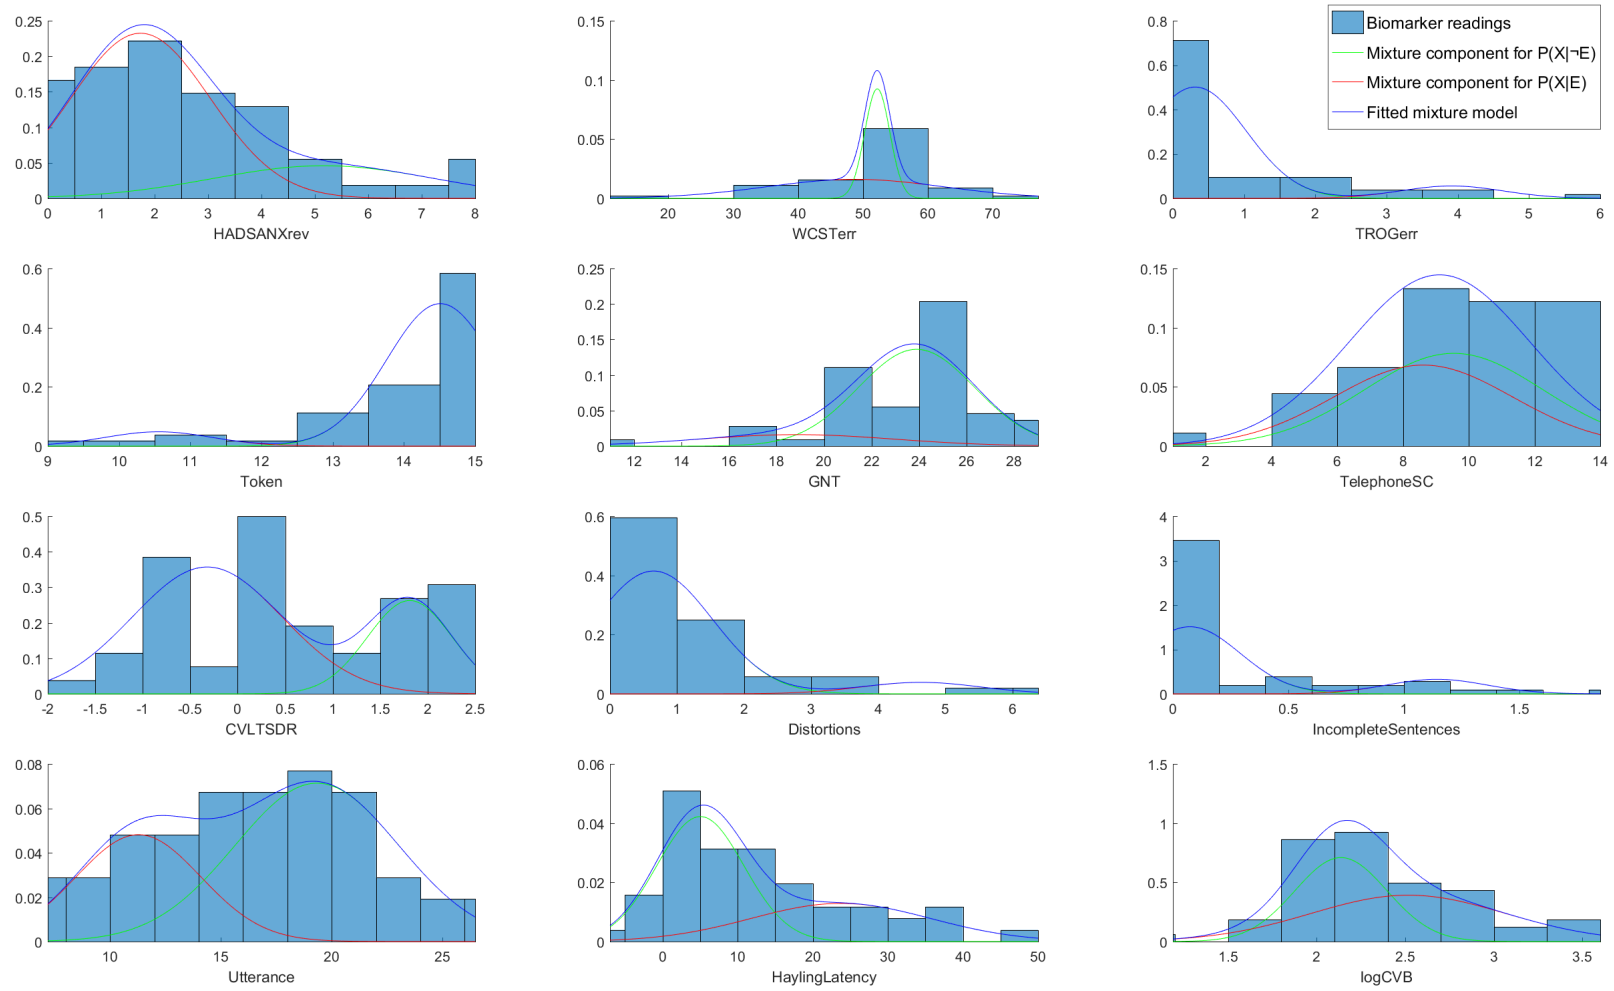 0.25
0.2
0.15
0.1
0.05
0
0 1 2 3 4 5 6 7 8
HADSANXrev
0.15
0.1
0.05
0
20 30 40 50 60 70
WCSTerr
0.8
0.6
0.4
0.2
0
0 1 2 3 4 5 6
TROGerr
Biomarker readings
Mixture component for P(X|¬E)
Mixture component for P(X|E)
Fitted mixture model
0.6
0.4
0.2
0
9 10 11 12 13 14 15
Token
0.25
0.2
0.15
0.1
0.05
0
12 14 16 18 20 22 24 26 28
GNT
0.15
0.1
0.05
0
2 4 6 8 10 12 14
TelephoneSC
0.5
0.4
0.3
0.2
0.1
0
-2 -1.5 -1 -0.5 0 0.5 1 1.5 2 2.5
CVLTSDR
0.6
0.4
0.2
0
0 1 2 3 4 5 6
Distortions
4
3
2
1
0
0 0.5 1 1.5
IncompleteSentences
0.08
0.06
0.04
0.02
0
10 15 20 25
Utterance
0.06
0.04
0.02
0
0 10 20 30 40 50
HaylingLatency
1.5
1
0.5
0
1.5 2 2.5 3 3.5
logCVB